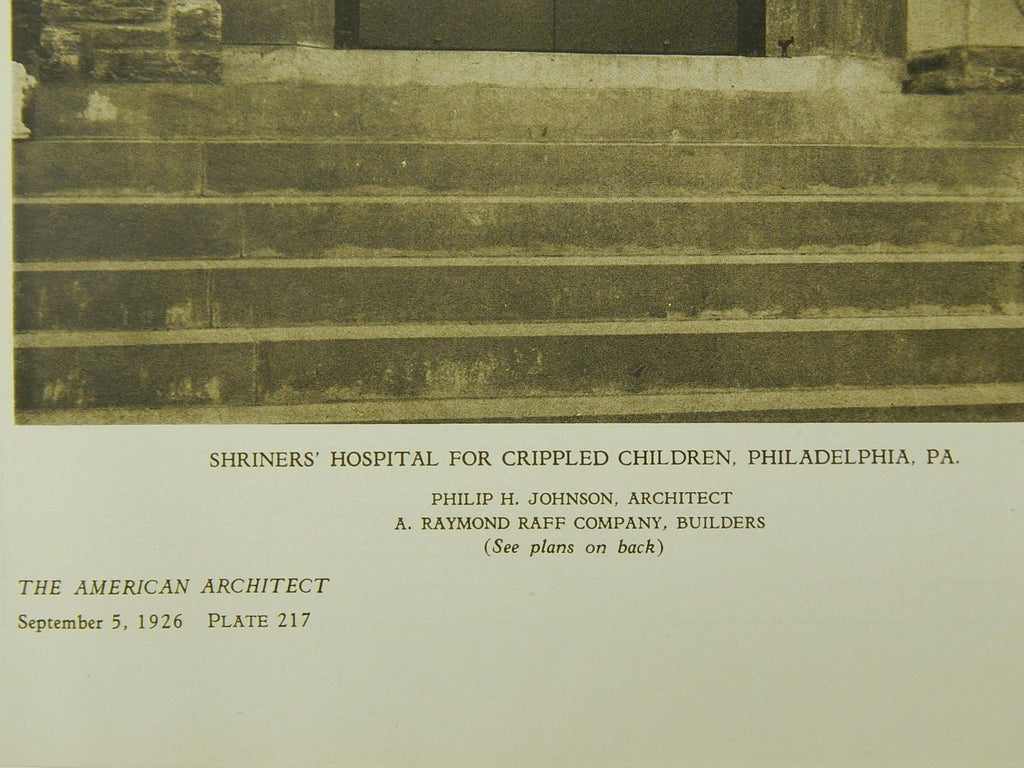 SHRINERS' HOSPITAL FOR CRIPPLED CHILDREN, PHILADELPHIA, PA.
PHILIP H. JOHNSON, ARCHITECT
A. RAYMOND RAFF COMPANY, BUILDERS
(See plans on back)
THE AMERICAN ARCHITECT
September 5, 1926 PLATE 217